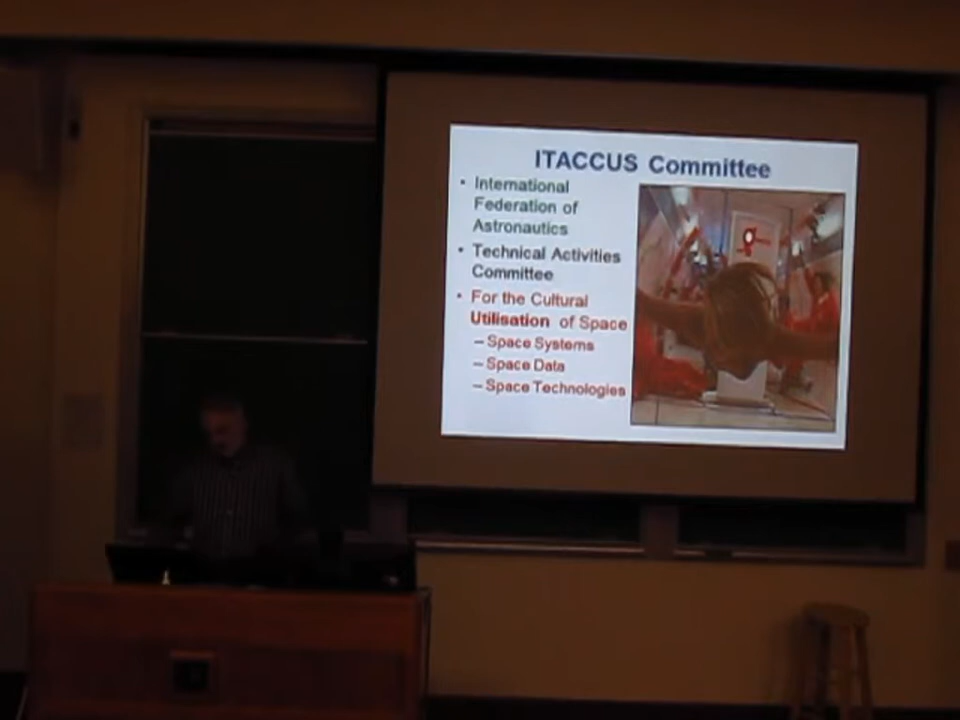 ITACCUS Committee
• International
Federation of
Astronautics
• Technical Activities
Committee
• For the Cultural
Utilisation of Space
– Space Systems
– Space Data
– Space Technologies